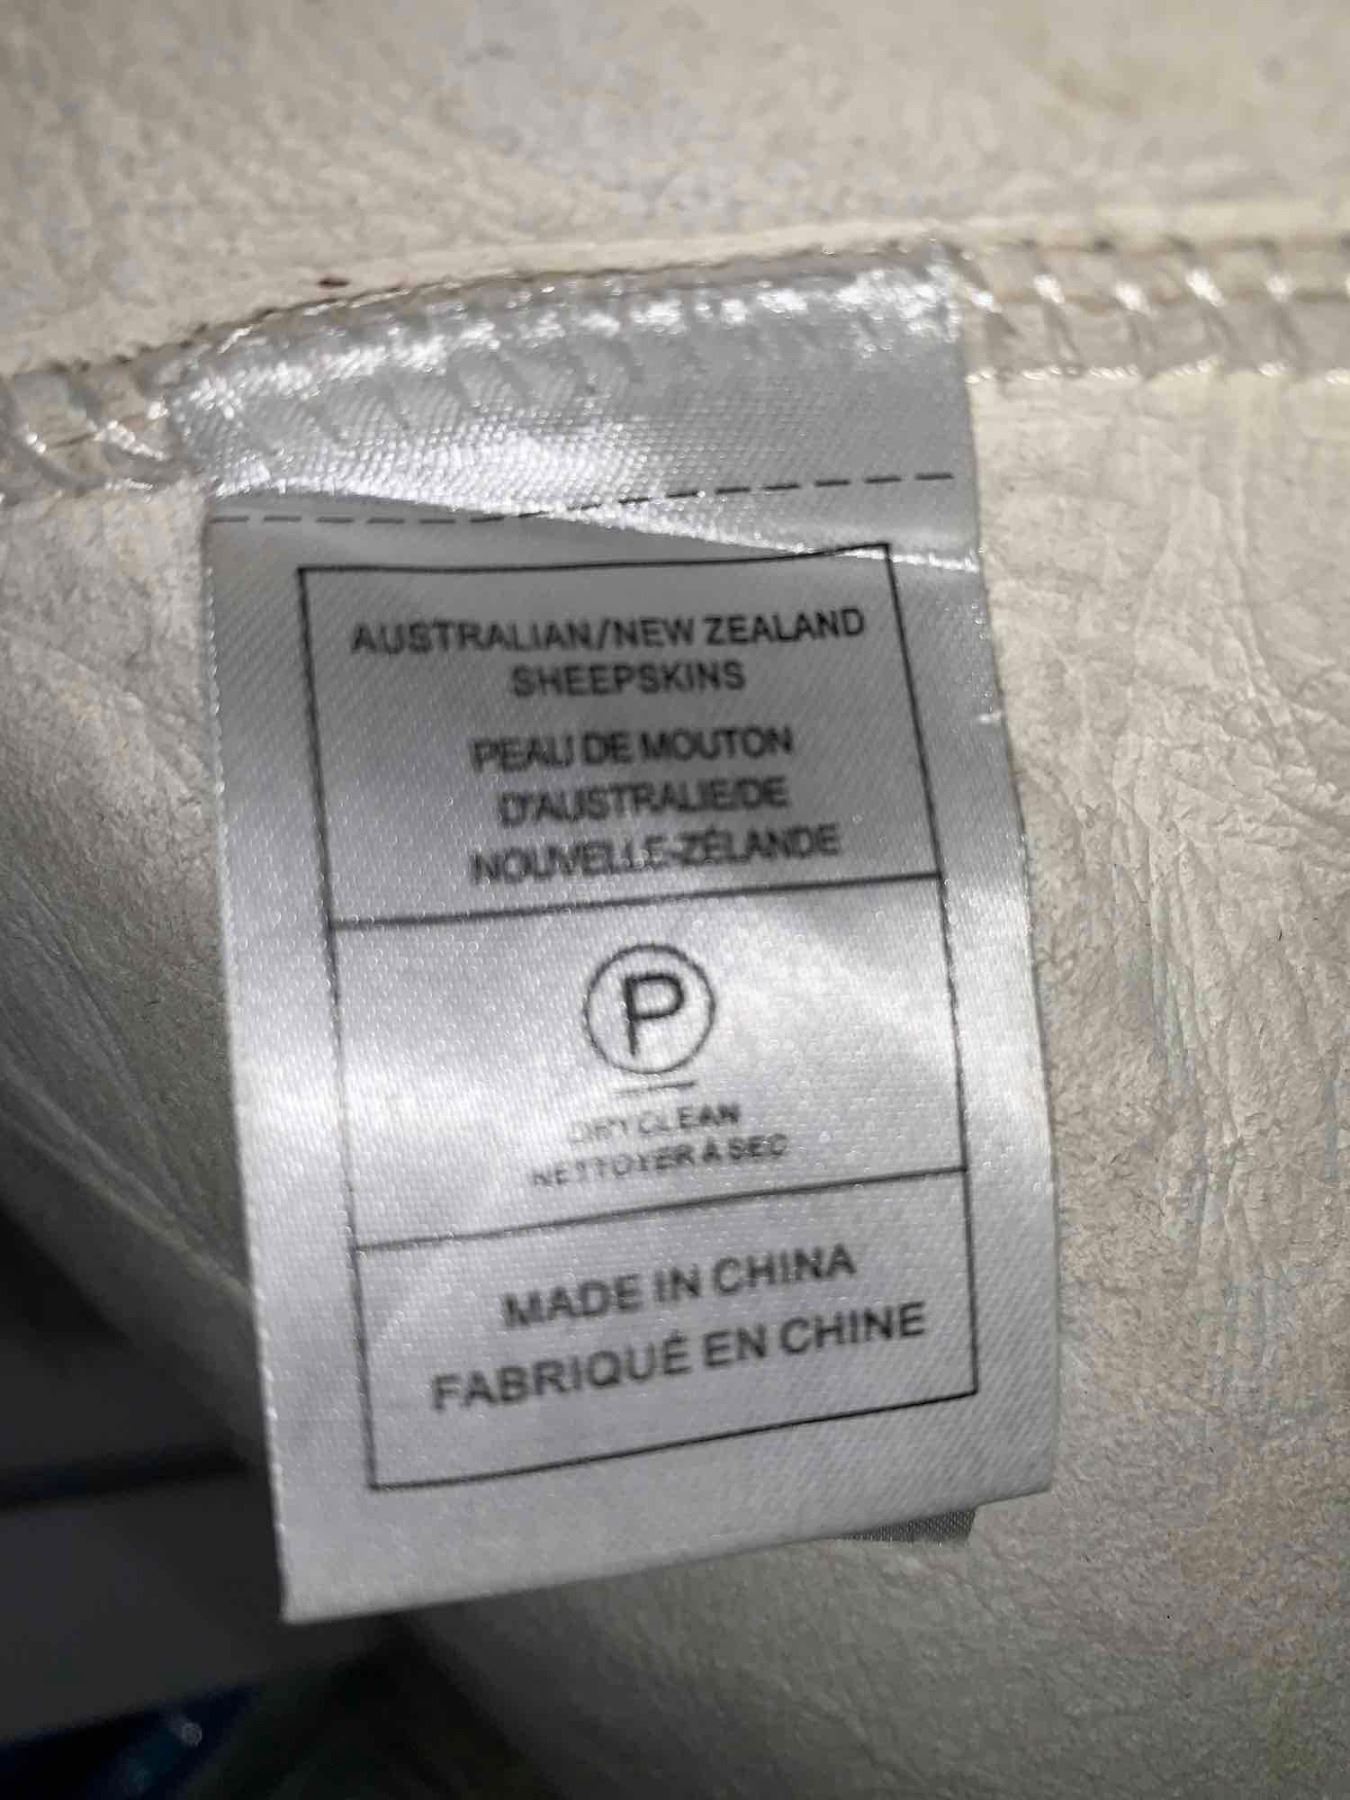 AUSTRALIAN/NEW ZEALAND
SHEEPSKINS
PEAU DE MOUTON
D'AUSTRALIE/DE
NOUVELLE-ZÉLANDE
P
DRY CLEAN
NETTOYER À SEC
MADE IN CHINA
FABRIQUÉ EN CHINE